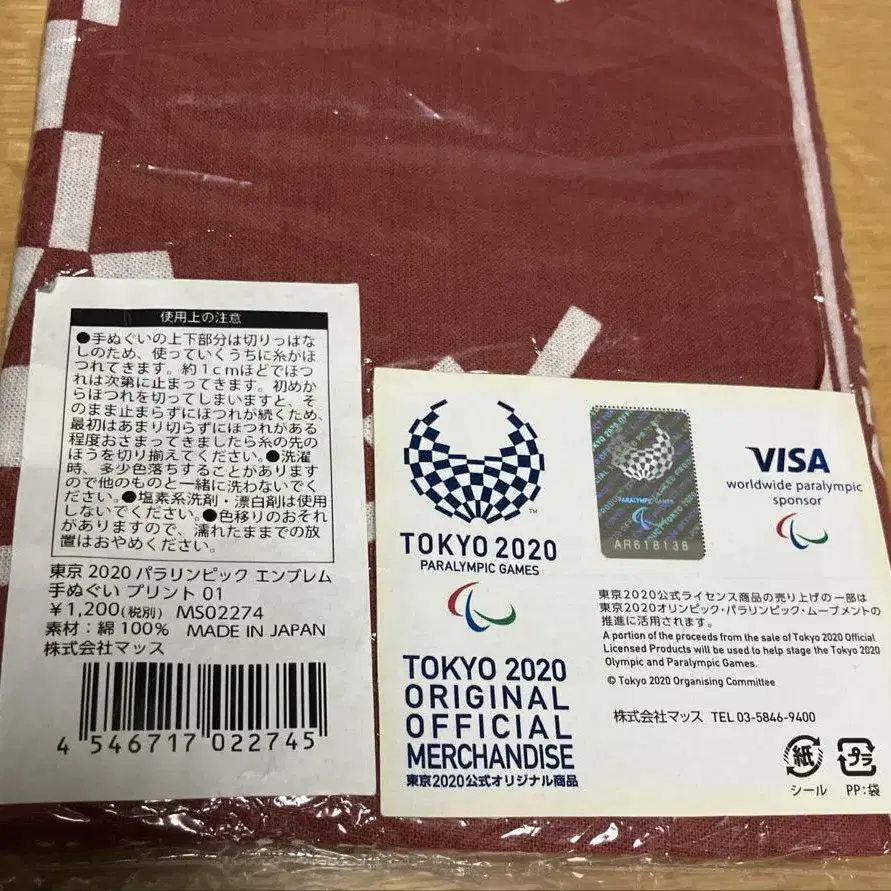 使用上の注意
●手ぬぐいの上下部分は切りっぱな
しのため、使っていくうちに糸がほ
つれてきます。約1cmほどでほつ
れは次第に止まってきます。初めか
らほつれを切ってしまいますと、そ
のまま止まらずにほつれが続くため、
最初はあまり切らずにほつれがある
程度おさまってきましたら糸の先の
ほうを切り揃えてください。●洗濯
時、多少色落ちすることがあります
ので他のものと一緒に洗わないでく
ださい。●塩素系洗剤・漂白剤は使用
しないでください。●色移りのおそれ
がありますので、濡れたままでの放
置はおやめください。
東京 2020 パラリンピック エンブレム
手ぬぐい プリント 01
￥1,200(税別) MS02274
素材：綿 100% MADE IN JAPAN
株式会社マッス
4 546717 022745
TM
TOKYO 2020
PARALYMPIC GAMES
TOKYO 2020
ORIGINAL
OFFICIAL
MERCHANDISE
東京2020公式オリジナル商品
TOKYO 2020
PARALYMPIC GAMES
AR618138
VISA
worldwide paralympic
sponsor
東京2020公式ライセンス商品の売り上げの一部は
東京2020オリンピック・パラリンピック・ムーブメントの
推進に活用されます。
A portion of the proceeds from the sale of Tokyo 2020 Official
Licensed Products will be used to help stage the Tokyo 2020
Olympic and Paralympic Games.
© Tokyo 2020 Organising Committee
株式会社マッス TEL 03-5846-9400
紙
シール
プラ
PP：袋